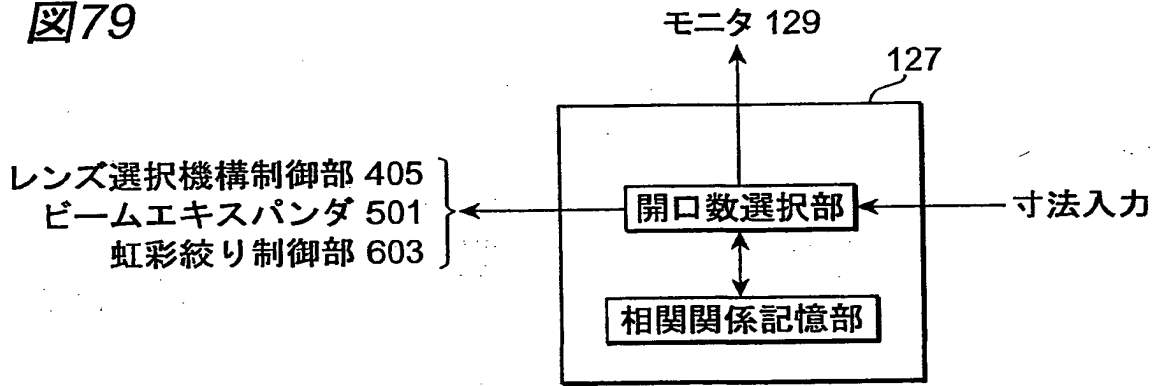 図79
モニタ 129
127
レンズ選択機構制御部 405
ビームエキスパンダ 501
虹彩絞り制御部 603
開口数選択部
寸法入力
相関関係記憶部